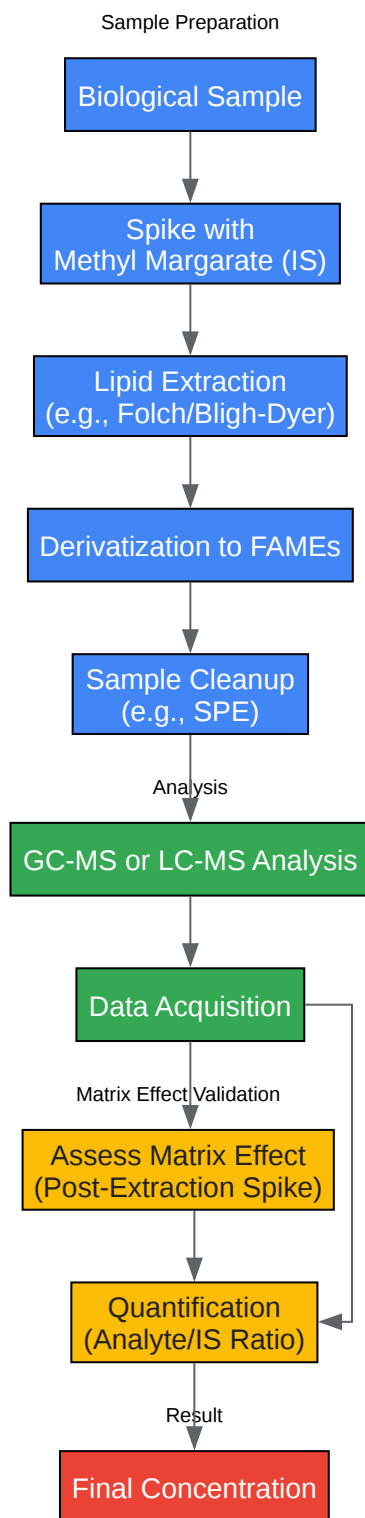 Sample Preparation
Biological Sample
Spike with
Methyl Margarate (IS)
Lipid Extraction
(e.g., Folch/Bligh-Dyer)
Derivatization to FAMEs
Sample Cleanup
(e.g., SPE)
Analysis
GC-MS or LC-MS Analysis
Data Acquisition
Matrix Effect Validation
Assess Matrix Effect
(Post-Extraction Spike)
Quantification
(Analyte/IS Ratio)
Result
Final Concentration